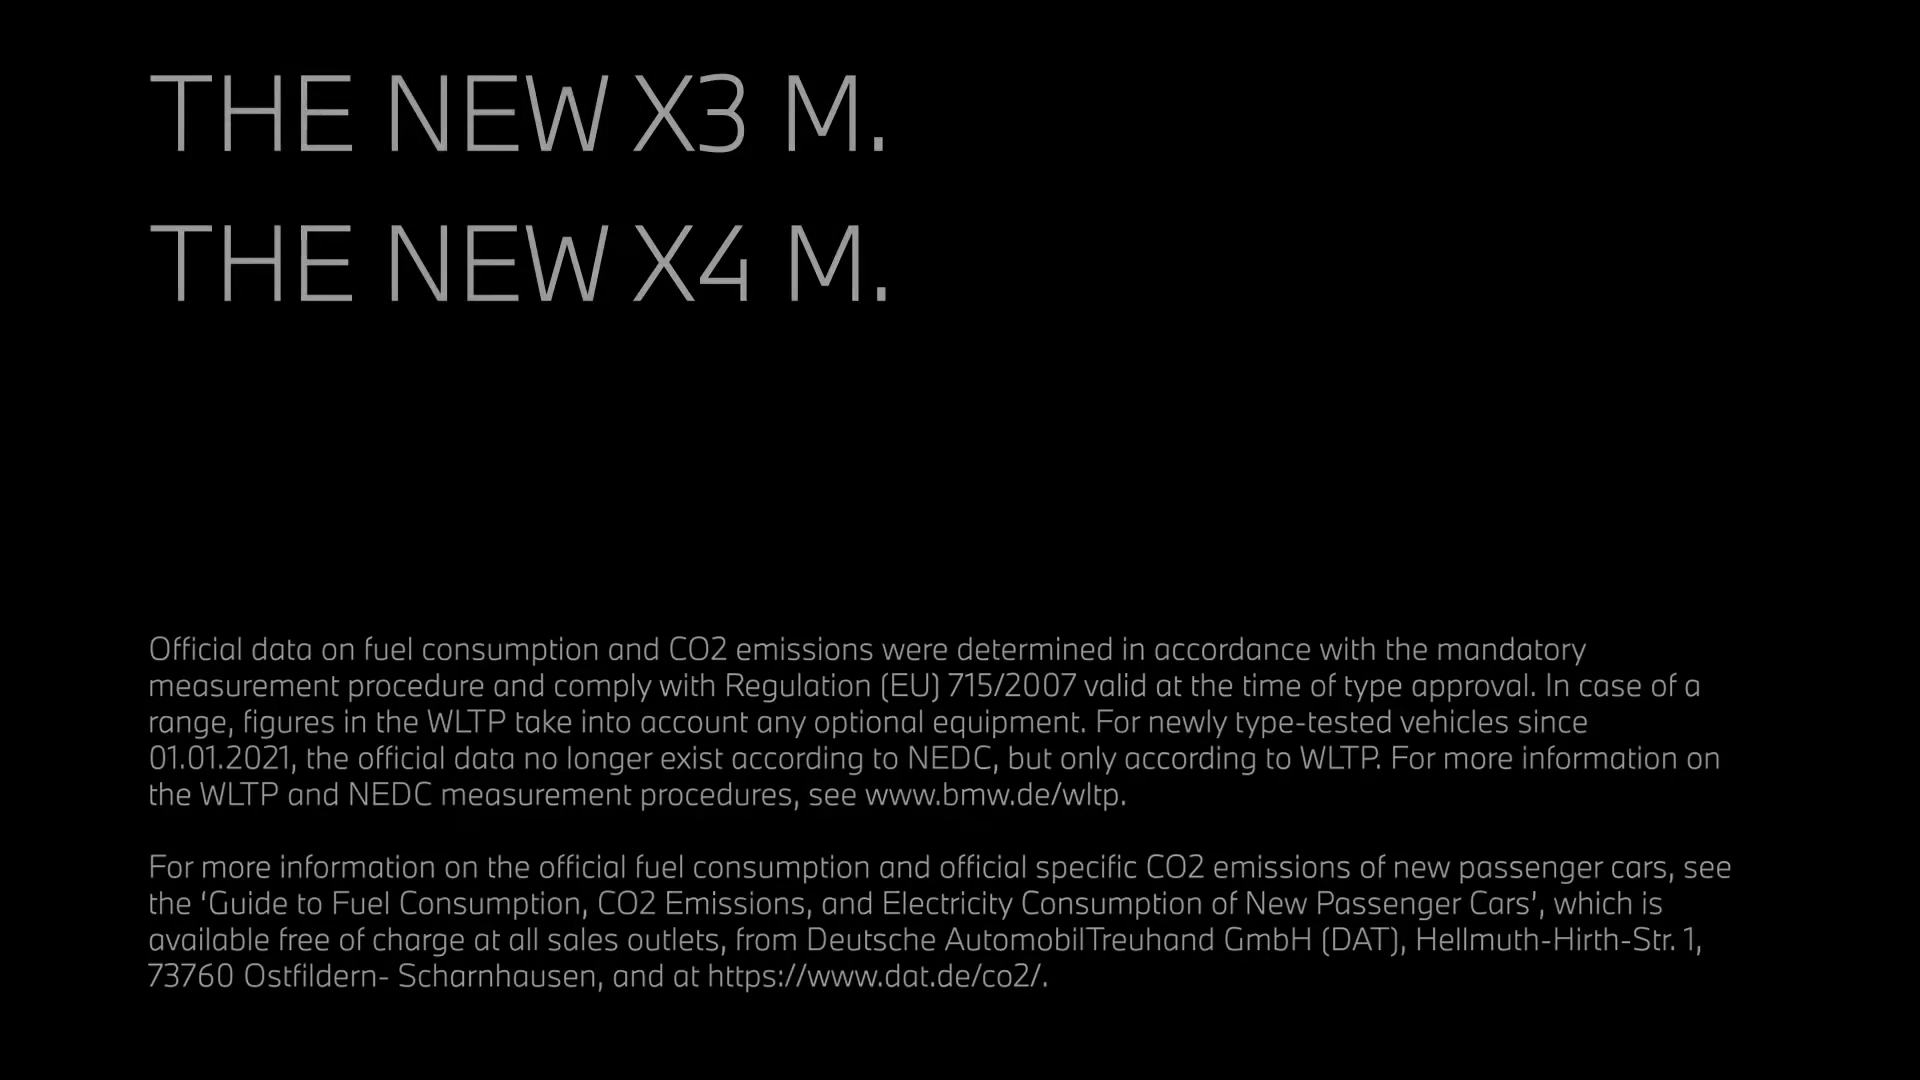 THE NEW X3 M.
THE NEW X4 M.
Official data on fuel consumption and CO2 emissions were determined in accordance with the mandatory
measurement procedure and comply with Regulation (EU) 715/2007 valid at the time of type approval. In case of a
range, figures in the WLTP take into account any optional equipment. For newly type-tested vehicles since
01.01.2021, the official data no longer exist according to NEDC, but only according to WLTP. For more information on
the WLTP and NEDC measurement procedures, see www.bmw.de/wltp.
For more information on the official fuel consumption and official specific CO2 emissions of new passenger cars, see
the ‘Guide to Fuel Consumption, CO2 Emissions, and Electricity Consumption of New Passenger Cars’, which is
available free of charge at all sales outlets, from Deutsche AutomobilTreuhand GmbH (DAT), Hellmuth-Hirth-Str. 1,
73760 Ostfildern- Scharnhausen, and at https://www.dat.de/co2/.